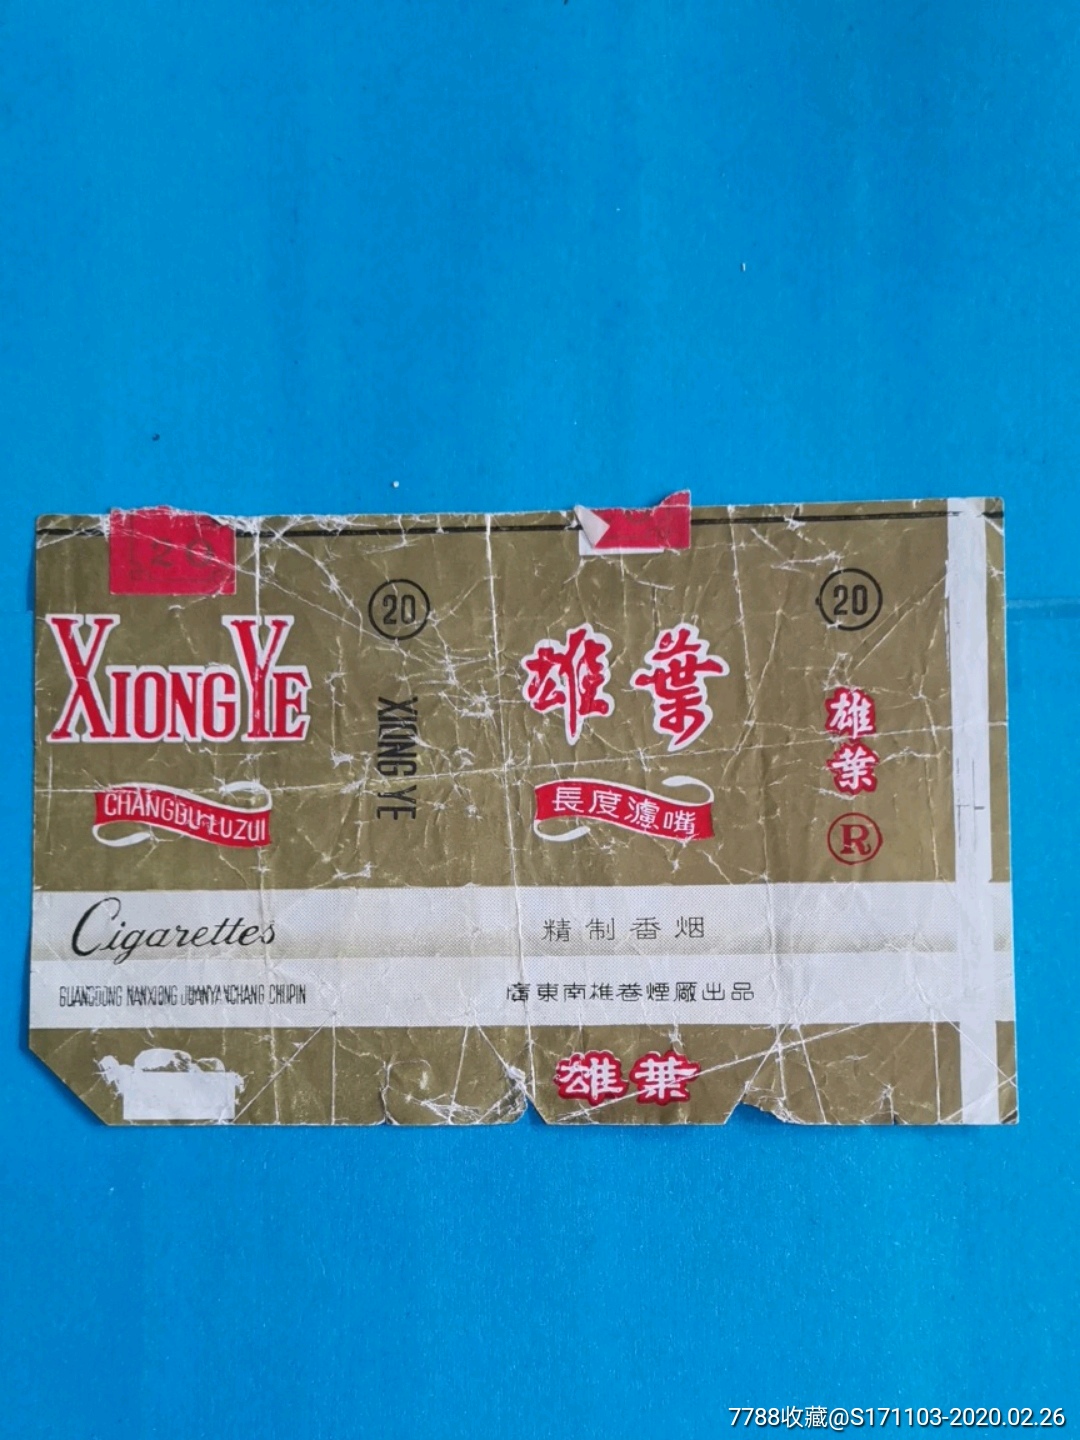 20
XIONG YE
CHANGDU LUZUI
Cigarettes
GUANGDONG NANXIONG JUANYANCHANG CHUPIN
20
XIONG YE
雄葉
長度濾嘴
精制香烟
廣東南雄卷煙厰出品
雄葉
20
雄葉
R
7788收藏@S171103-2020.02.26